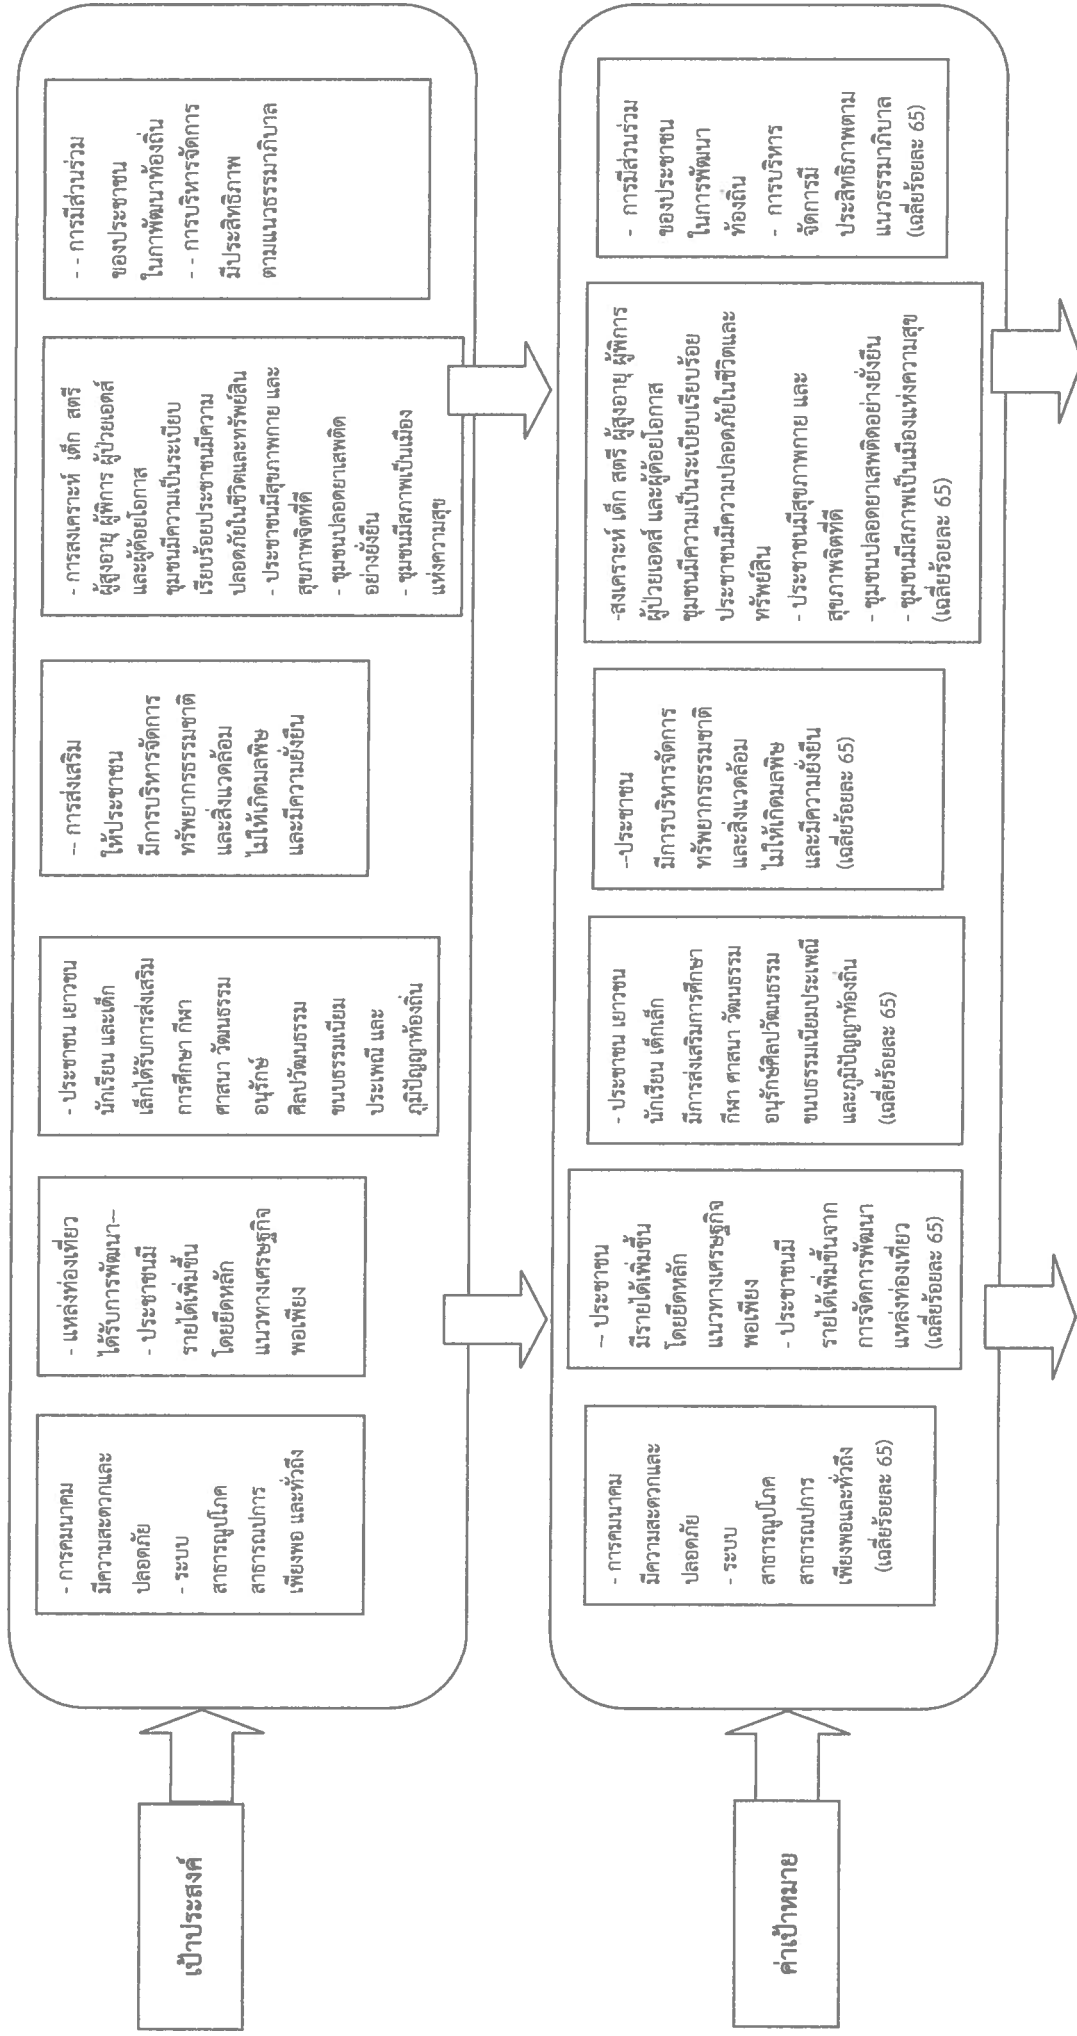 เป้าประสงค์
- การคมนาคม
มีความสะดวกและ
ปลอดภัย
- ระบบ
สาธารณูปโภค
สาธารณปการ
เพียงพอ และทั่วถึง
- แหล่งท่องเที่ยว
ได้รับการพัฒนา--
- ประชาชนมี
รายได้เพิ่มขึ้น
โดยยึดหลัก
แนวทางเศรษฐกิจ
พอเพียง
- ประชาชน เยาวชน
นักเรียน และเด็ก
เล็กได้รับการส่งเสริม
การศึกษา กีฬา
ศาสนา วัฒนธรรม
อนุรักษ์
ศิลปวัฒนธรรม
ขนบธรรมเนียม
ประเพณี และ
ภูมิปัญญาท้องถิ่น
-- การส่งเสริม
ให้ประชาชน
มีการบริหารจัดการ
ทรัพยากรธรรมชาติ
และสิ่งแวดล้อม
ไม่ให้เกิดมลพิษ
และมีความยั่งยืน
- การสงเคราะห์ เด็ก สตรี
ผู้สูงอายุ ผู้พิการ ผู้ป่วยเอดส์
และผู้ด้อยโอกาส
ชุมชนมีความเป็นระเบียบ
เรียบร้อยประชาชนมีความ
ปลอดภัยในชีวิตและทรัพย์สิน
- ประชาชนมีสุขภาพกาย และ
สุขภาพจิตที่ดี
- ชุมชนปลอดยาเสพติด
อย่างยั่งยืน
- ชุมชนมีสภาพเป็นเมือง
แห่งความสุข
- - การมีส่วนร่วม
ของประชาชน
ในกาพัฒนาท้องถิ่น
- - การบริหารจัดการ
มีประสิทธิภาพ
ตามแนวธรรมาภิบาล
ค่าเป้าหมาย
- การคมนาคม
มีความสะดวกและ
ปลอดภัย
- ระบบ
สาธารณูปโภค
สาธารณปการ
เพียงพอและทั่วถึง
(เฉลี่ยร้อยละ 65)
-- ประชาชน
มีรายได้เพิ่มขึ้น
โดยยึดหลัก
แนวทางเศรษฐกิจ
พอเพียง
- ประชาชนมี
รายได้เพิ่มขึ้นจาก
การจัดการพัฒนา
แหล่งท่องเที่ยว
(เฉลี่ยร้อยละ 65)
- ประชาชน เยาวชน
นักเรียน เด็กเล็ก
มีการส่งเสริมการศึกษา
กีฬา ศาสนา วัฒนธรรม
อนุรักษ์ศิลปวัฒนธรรม
ขนบธรรมเนียมประเพณี
และภูมิปัญญาท้องถิ่น
(เฉลี่ยร้อยละ 65)
--ประชาชน
มีการบริหารจัดการ
ทรัพยากรธรรมชาติ
และสิ่งแวดล้อม
ไม่ให้เกิดมลพิษ
และมีความยั่งยืน
(เฉลี่ยร้อยละ 65)
-สงเคราะห์ เด็ก สตรี ผู้สูงอายุ ผู้พิการ
ผู้ป่วยเอดส์ และผู้ด้อยโอกาส
ชุมชนมีความเป็นระเบียบเรียบร้อย
ประชาชนมีความปลอดภัยในชีวิตและ
ทรัพย์สิน
- ประชาชนมีสุขภาพกาย และ
สุขภาพจิตที่ดี
- ชุมชนปลอดยาเสพติดอย่างยั่งยืน
- ชุมชนมีสภาพเป็นเมืองแห่งความสุข
(เฉลี่ยร้อยละ 65)
- การมีส่วนร่วม
ของประชาชน
ในการพัฒนา
ท้องถิ่น
- การบริหาร
จัดการมี
ประสิทธิภาพตาม
แนวธรรมาภิบาล
(เฉลี่ยร้อยละ 65)